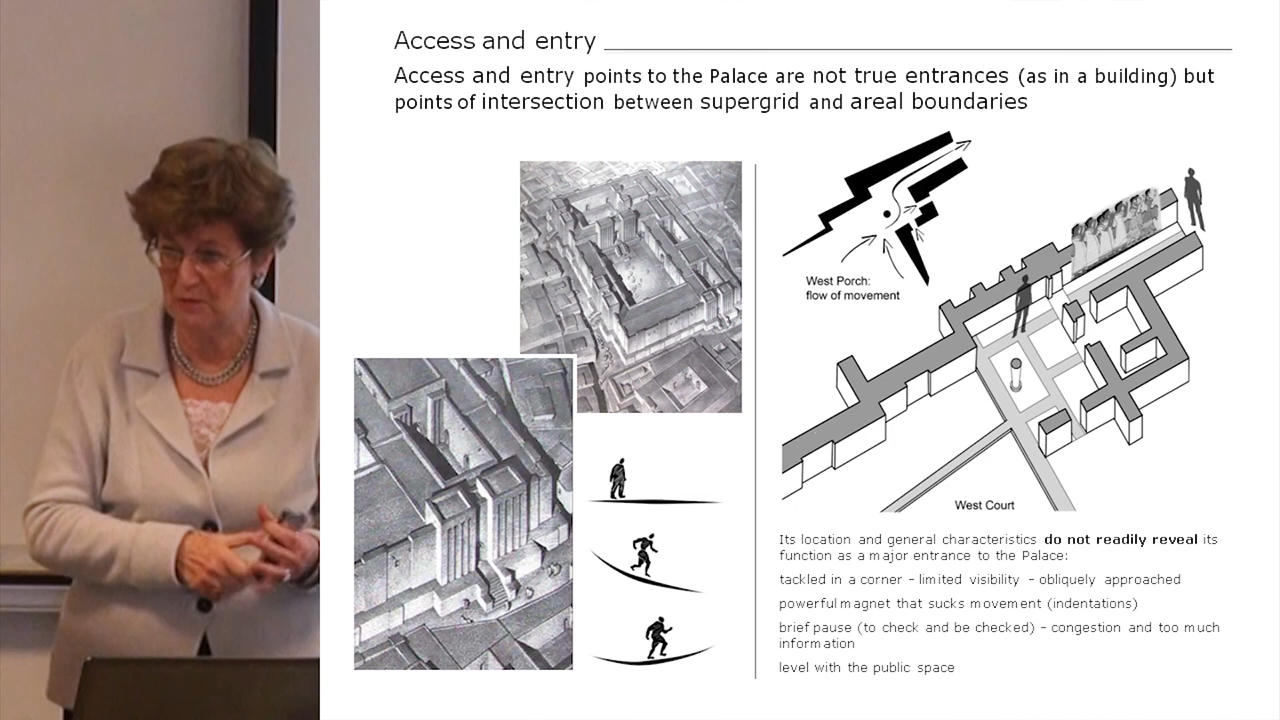 Access and entry
Access and entry points to the Palace are not true entrances (as in a building) but
points of intersection between supergrid and areal boundaries
West Porch:
flow of movement
West Court
Its location and general characteristics do not readily reveal its
function as a major entrance to the Palace:
tackled in a corner – limited visibility – obliquely approached
powerful magnet that sucks movement (indentations)
brief pause (to check and be checked) – congestion and too much
information
level with the public space